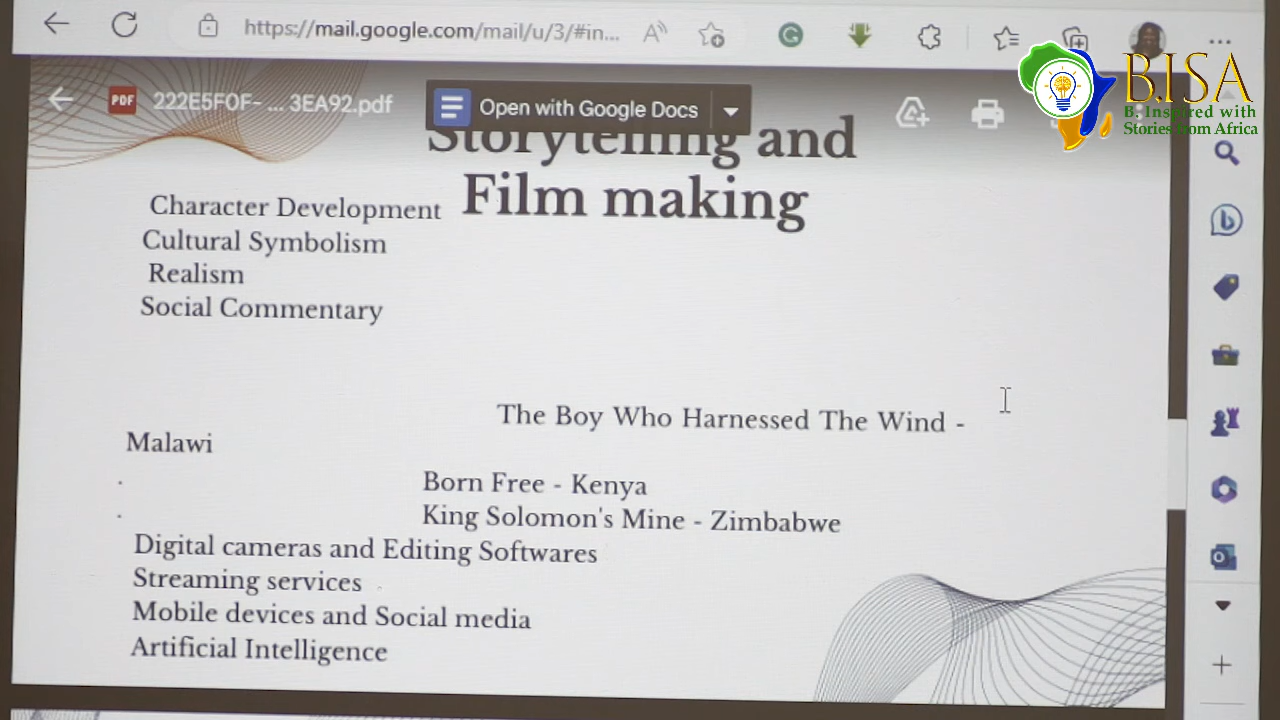 https://mail.google.com/mail/u/3/#in...
PDF 222E5F0F- ... 3EA92.pdf
Open with Google Docs
B.I.S.A
B. Inspired with
Stories from Africa
Storytelling and
Film making
Character Development
Cultural Symbolism
Realism
Social Commentary
The Boy Who Harnessed The Wind -
Malawi
Born Free - Kenya
King Solomon's Mine - Zimbabwe
Digital cameras and Editing Softwares
Streaming services
Mobile devices and Social media
Artificial Intelligence